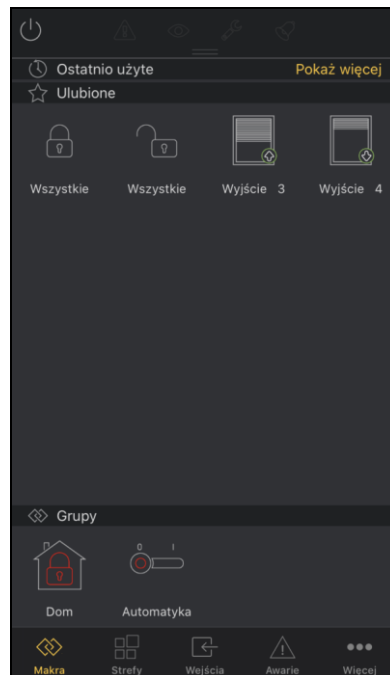 Ostatnio użyte Pokaż więcej
Ulubione
Wszystkie Wszystkie Wyjście 3 Wyjście 4
Grupy
0 I
Dom Automatyka
Makra Strefy Wejścia Awarie Więcej